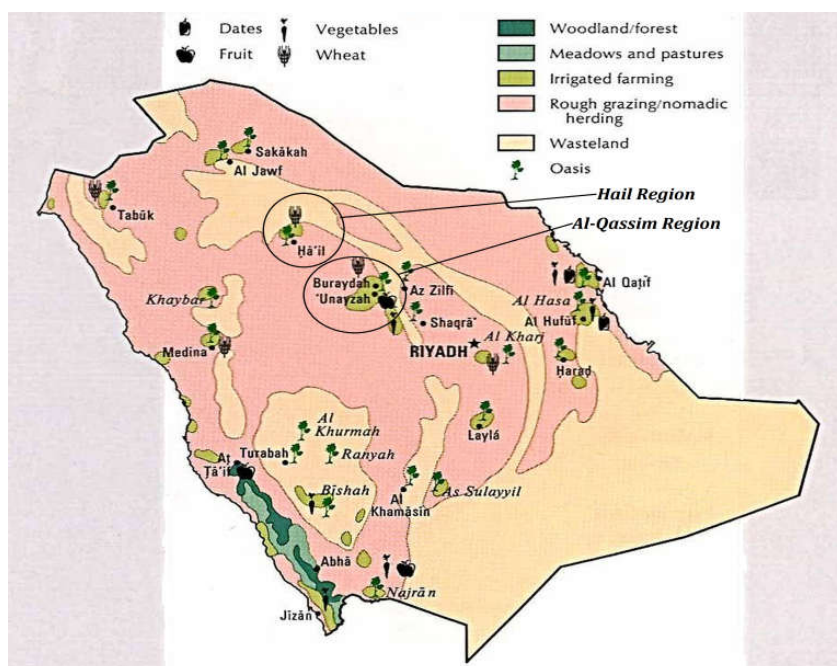 Dates
Vegetables
Fruit
Wheat
Woodland/forest
Meadows and pastures
Irrigated farming
Rough grazing/nomadic
herding
Wasteland
Oasis
Hail Region
Al-Qassim Region
Sakākah
Al Jawf
Tabūk
Ḥā'il
Buraydah
'Unayzah
Az Zilfī
Khaybar
Shaqrā'
Al Qaṭīf
Al Hasa
Al Hufūf
Al Kharj
RIYADH
Medina
Ḥaraḍ
Al
Khurmah
Laylá
Turabah
Ranyah
Aṭ
Ṭā'if
Bīshah
Al
Khamāsīn
As Sulayyil
Abhā
Najrān
Jīzān